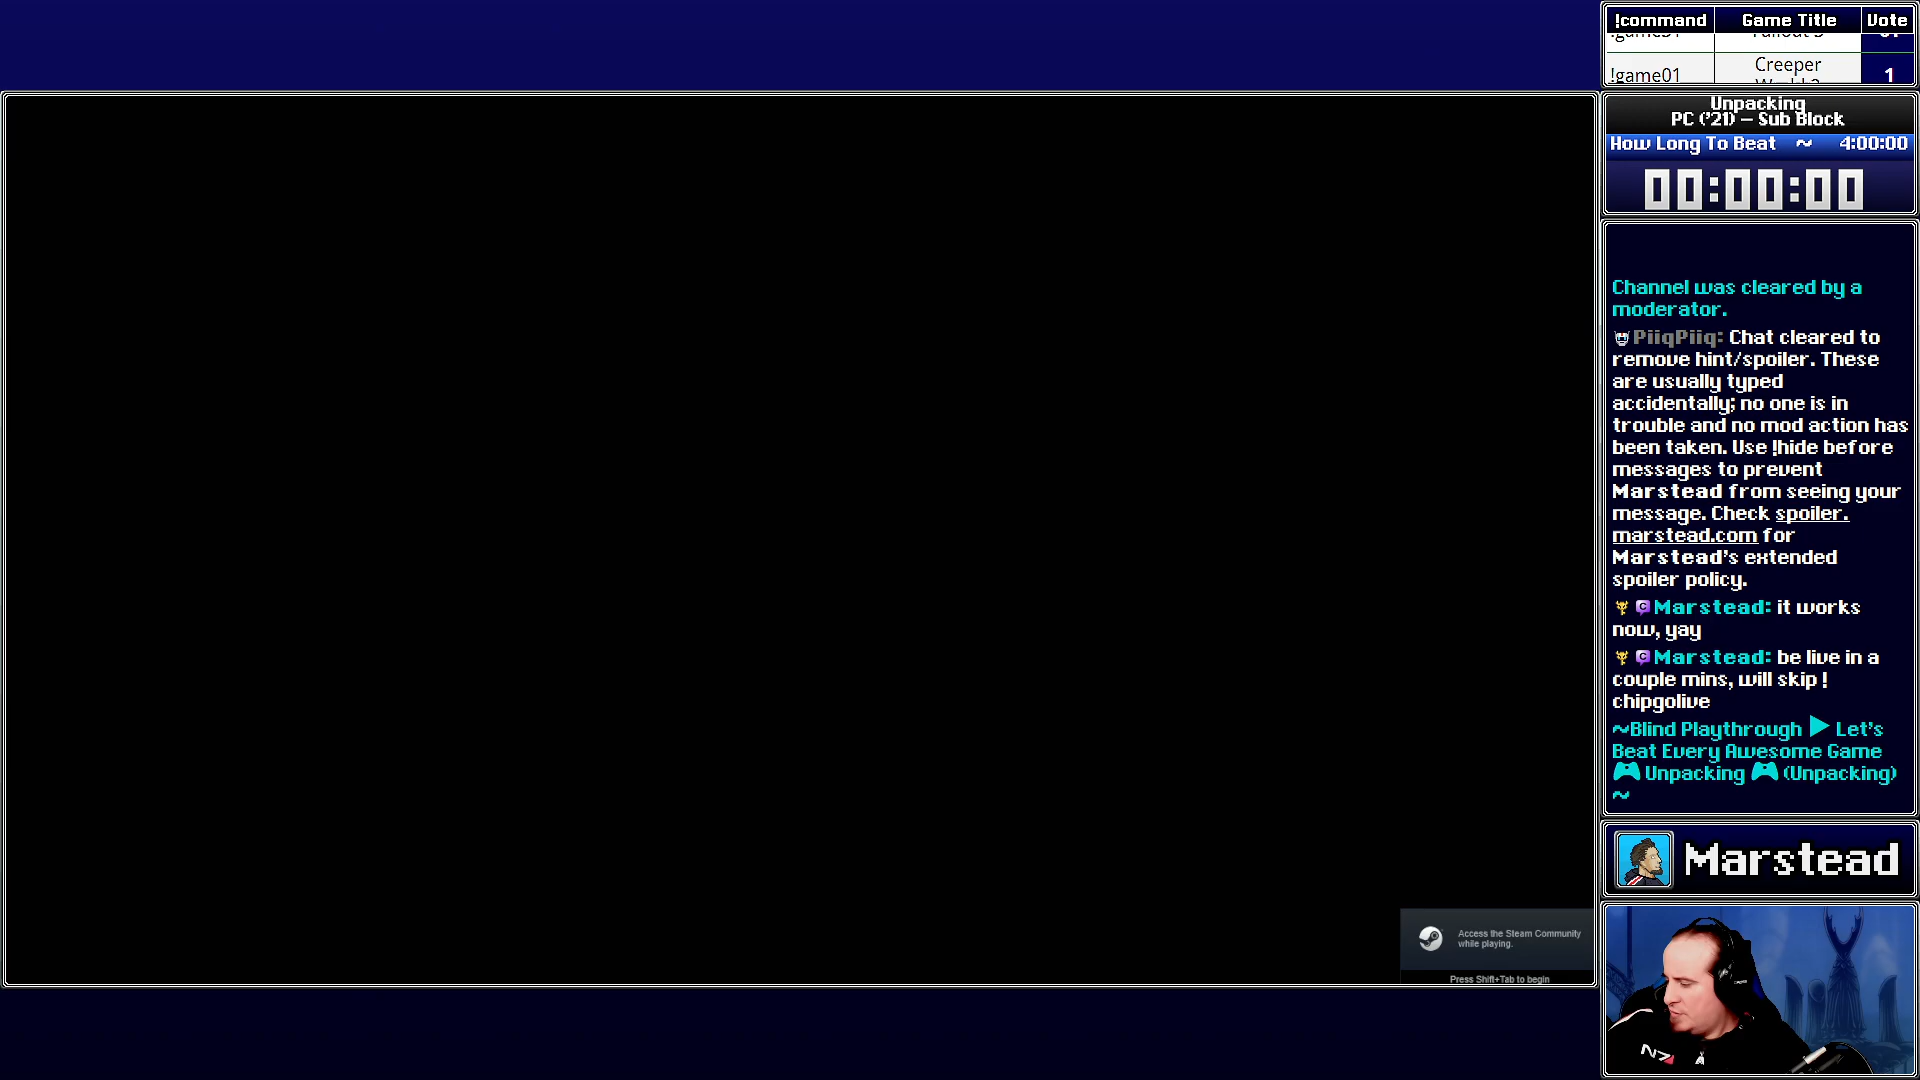 !command Game Title Vote
Creeper
!game01 1
Unpacking
PC ('21) – Sub Block
How Long To Beat ~ 4:00:00
00:00:00
Channel was cleared by a
moderator.
PiiqPiiq: Chat cleared to
remove hint/spoiler. These
are usually typed
accidentally; no one is in
trouble and no mod action has
been taken. Use !hide before
messages to prevent
Marstead from seeing your
message. Check spoiler.
marstead.com for
Marstead's extended
spoiler policy.
Marstead: it works
now, yay
Marstead: be live in a
couple mins, will skip !
chipgolive
~Blind Playthrough ▶ Let's
Beat Every Awesome Game
🎮 Unpacking 🎮 (Unpacking)
~
Marstead
Access the Steam Community
while playing.
Press Shift+Tab to begin
N7